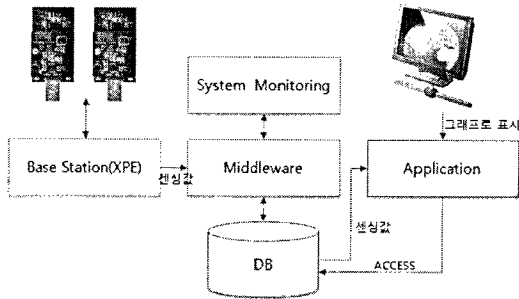 System Monitoring
그래프로 표시
Base Station(XPE)
센싱값
Middleware
Application
센싱값
DB
ACCESS